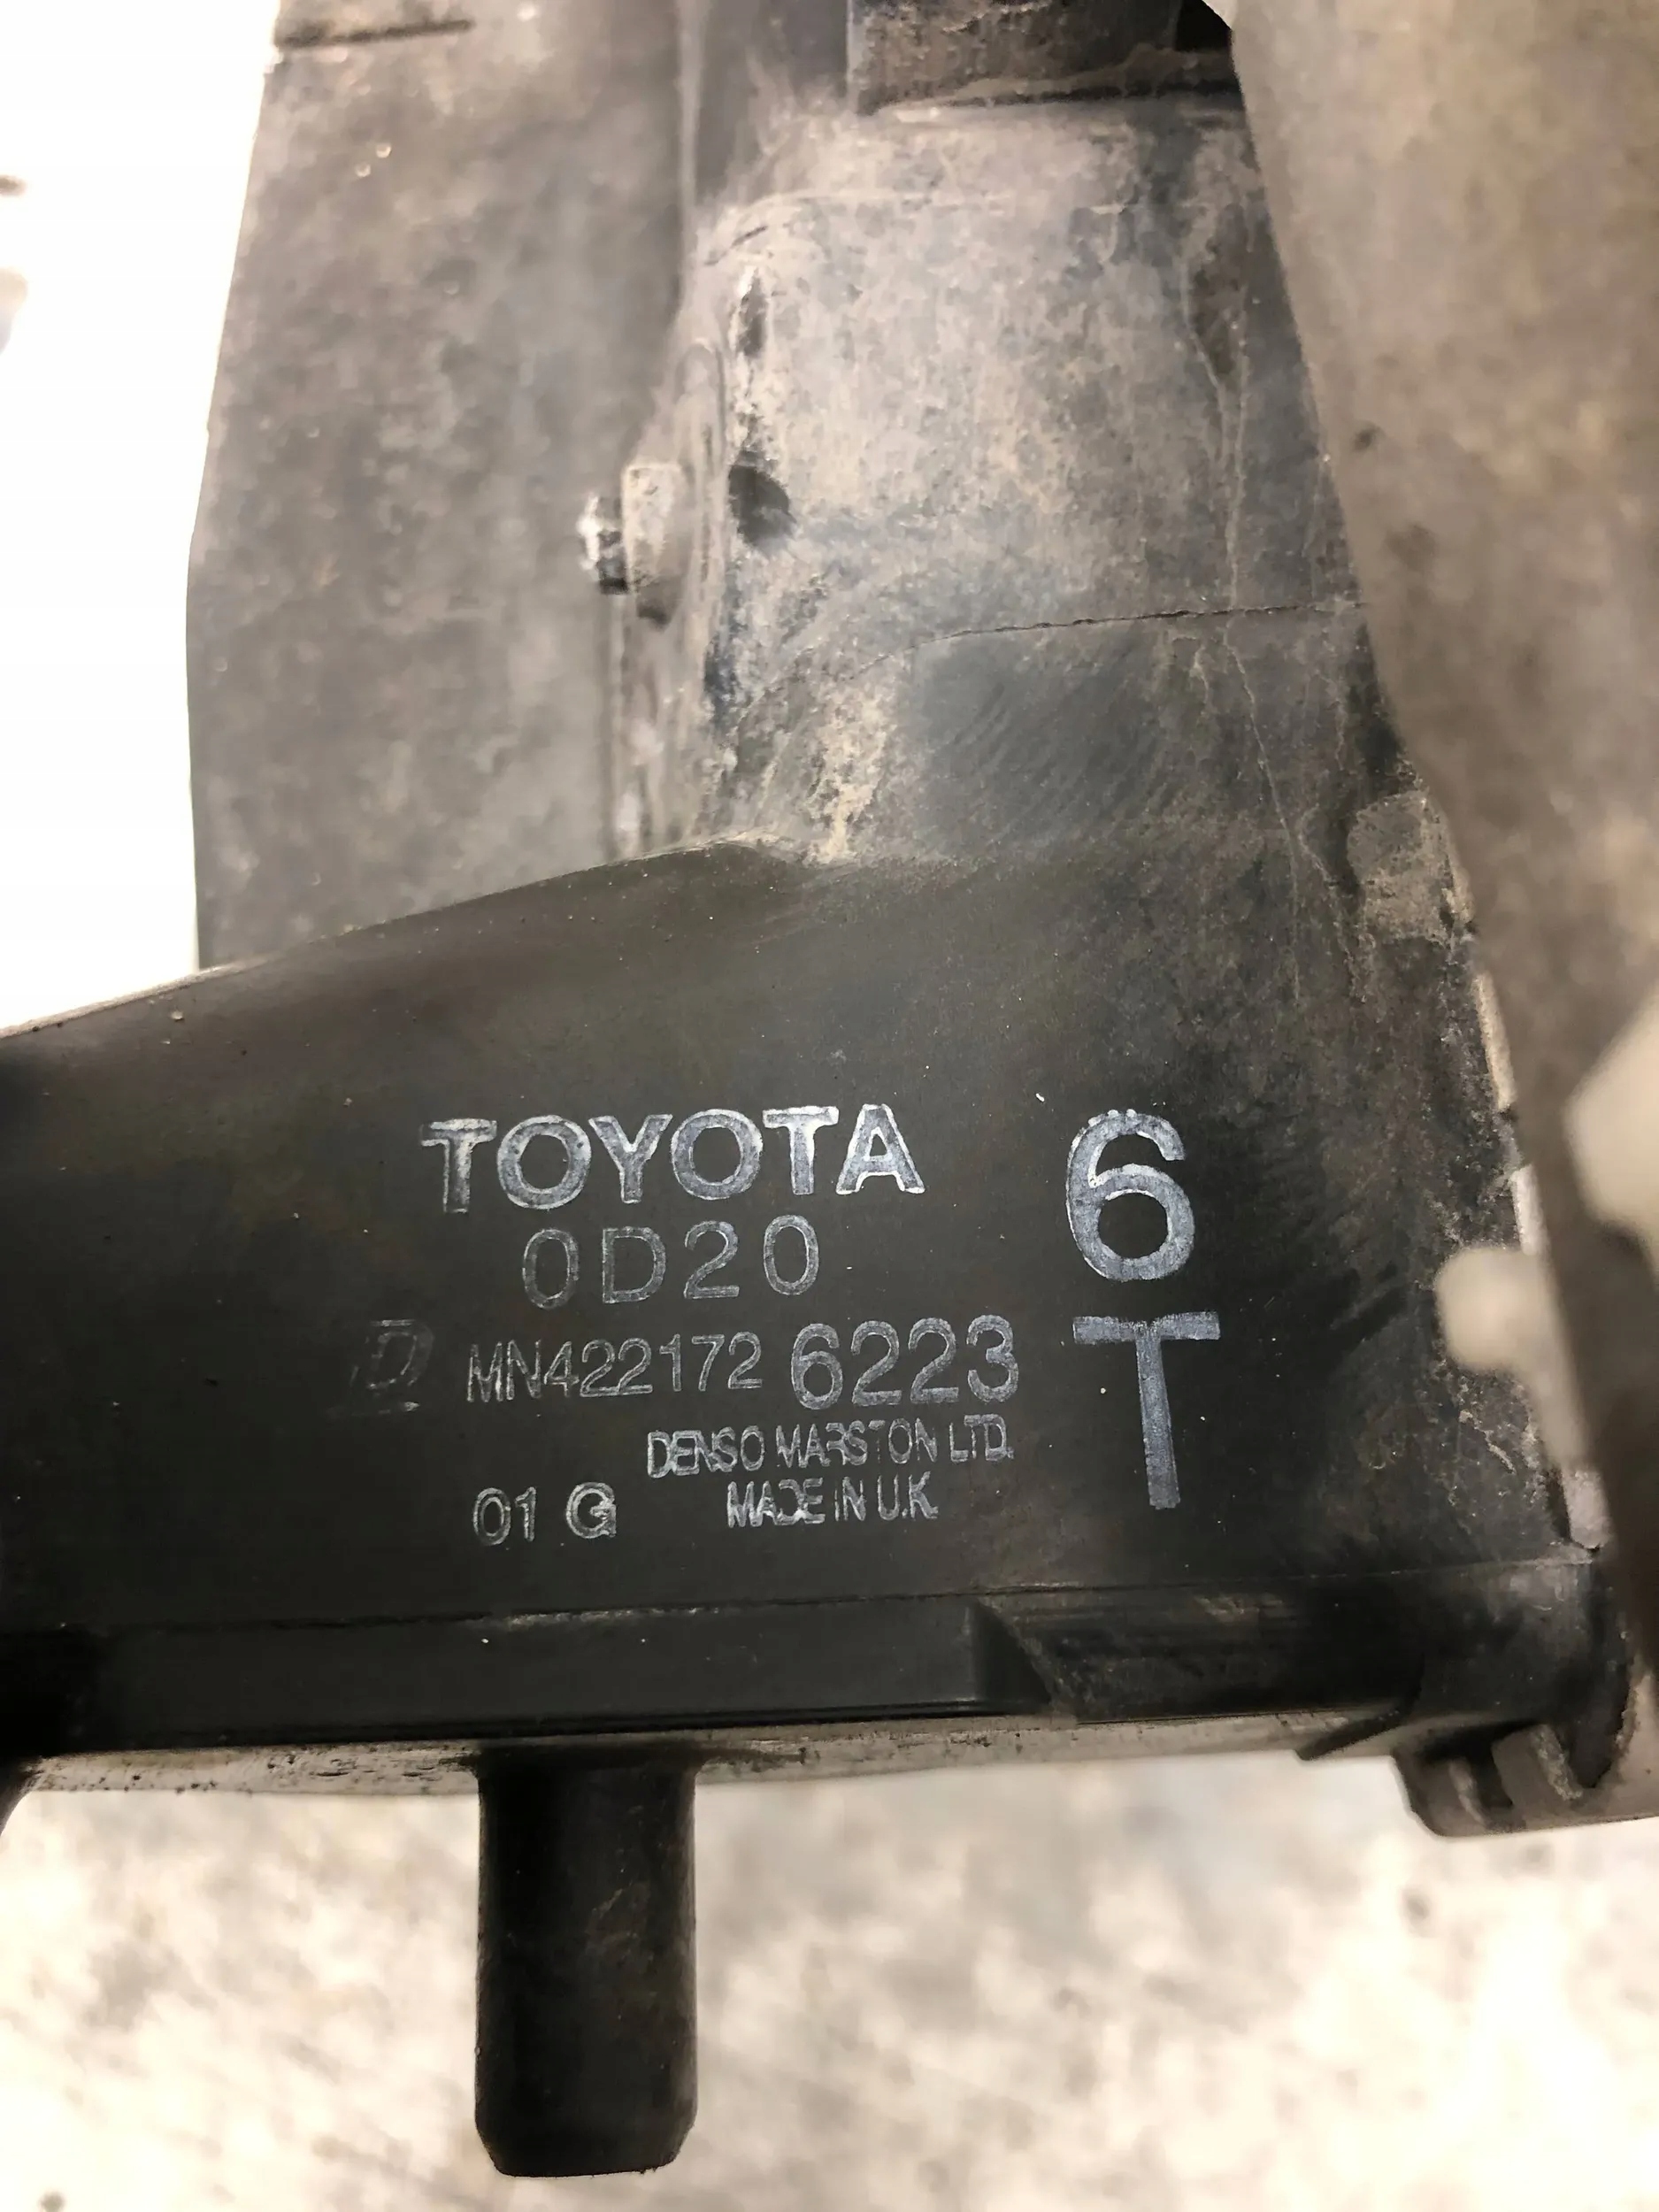 TOYOTA 6
0D20
D MN422172 6223 T
DENSO MARSTON LTD.
01 G MADE IN U.K.